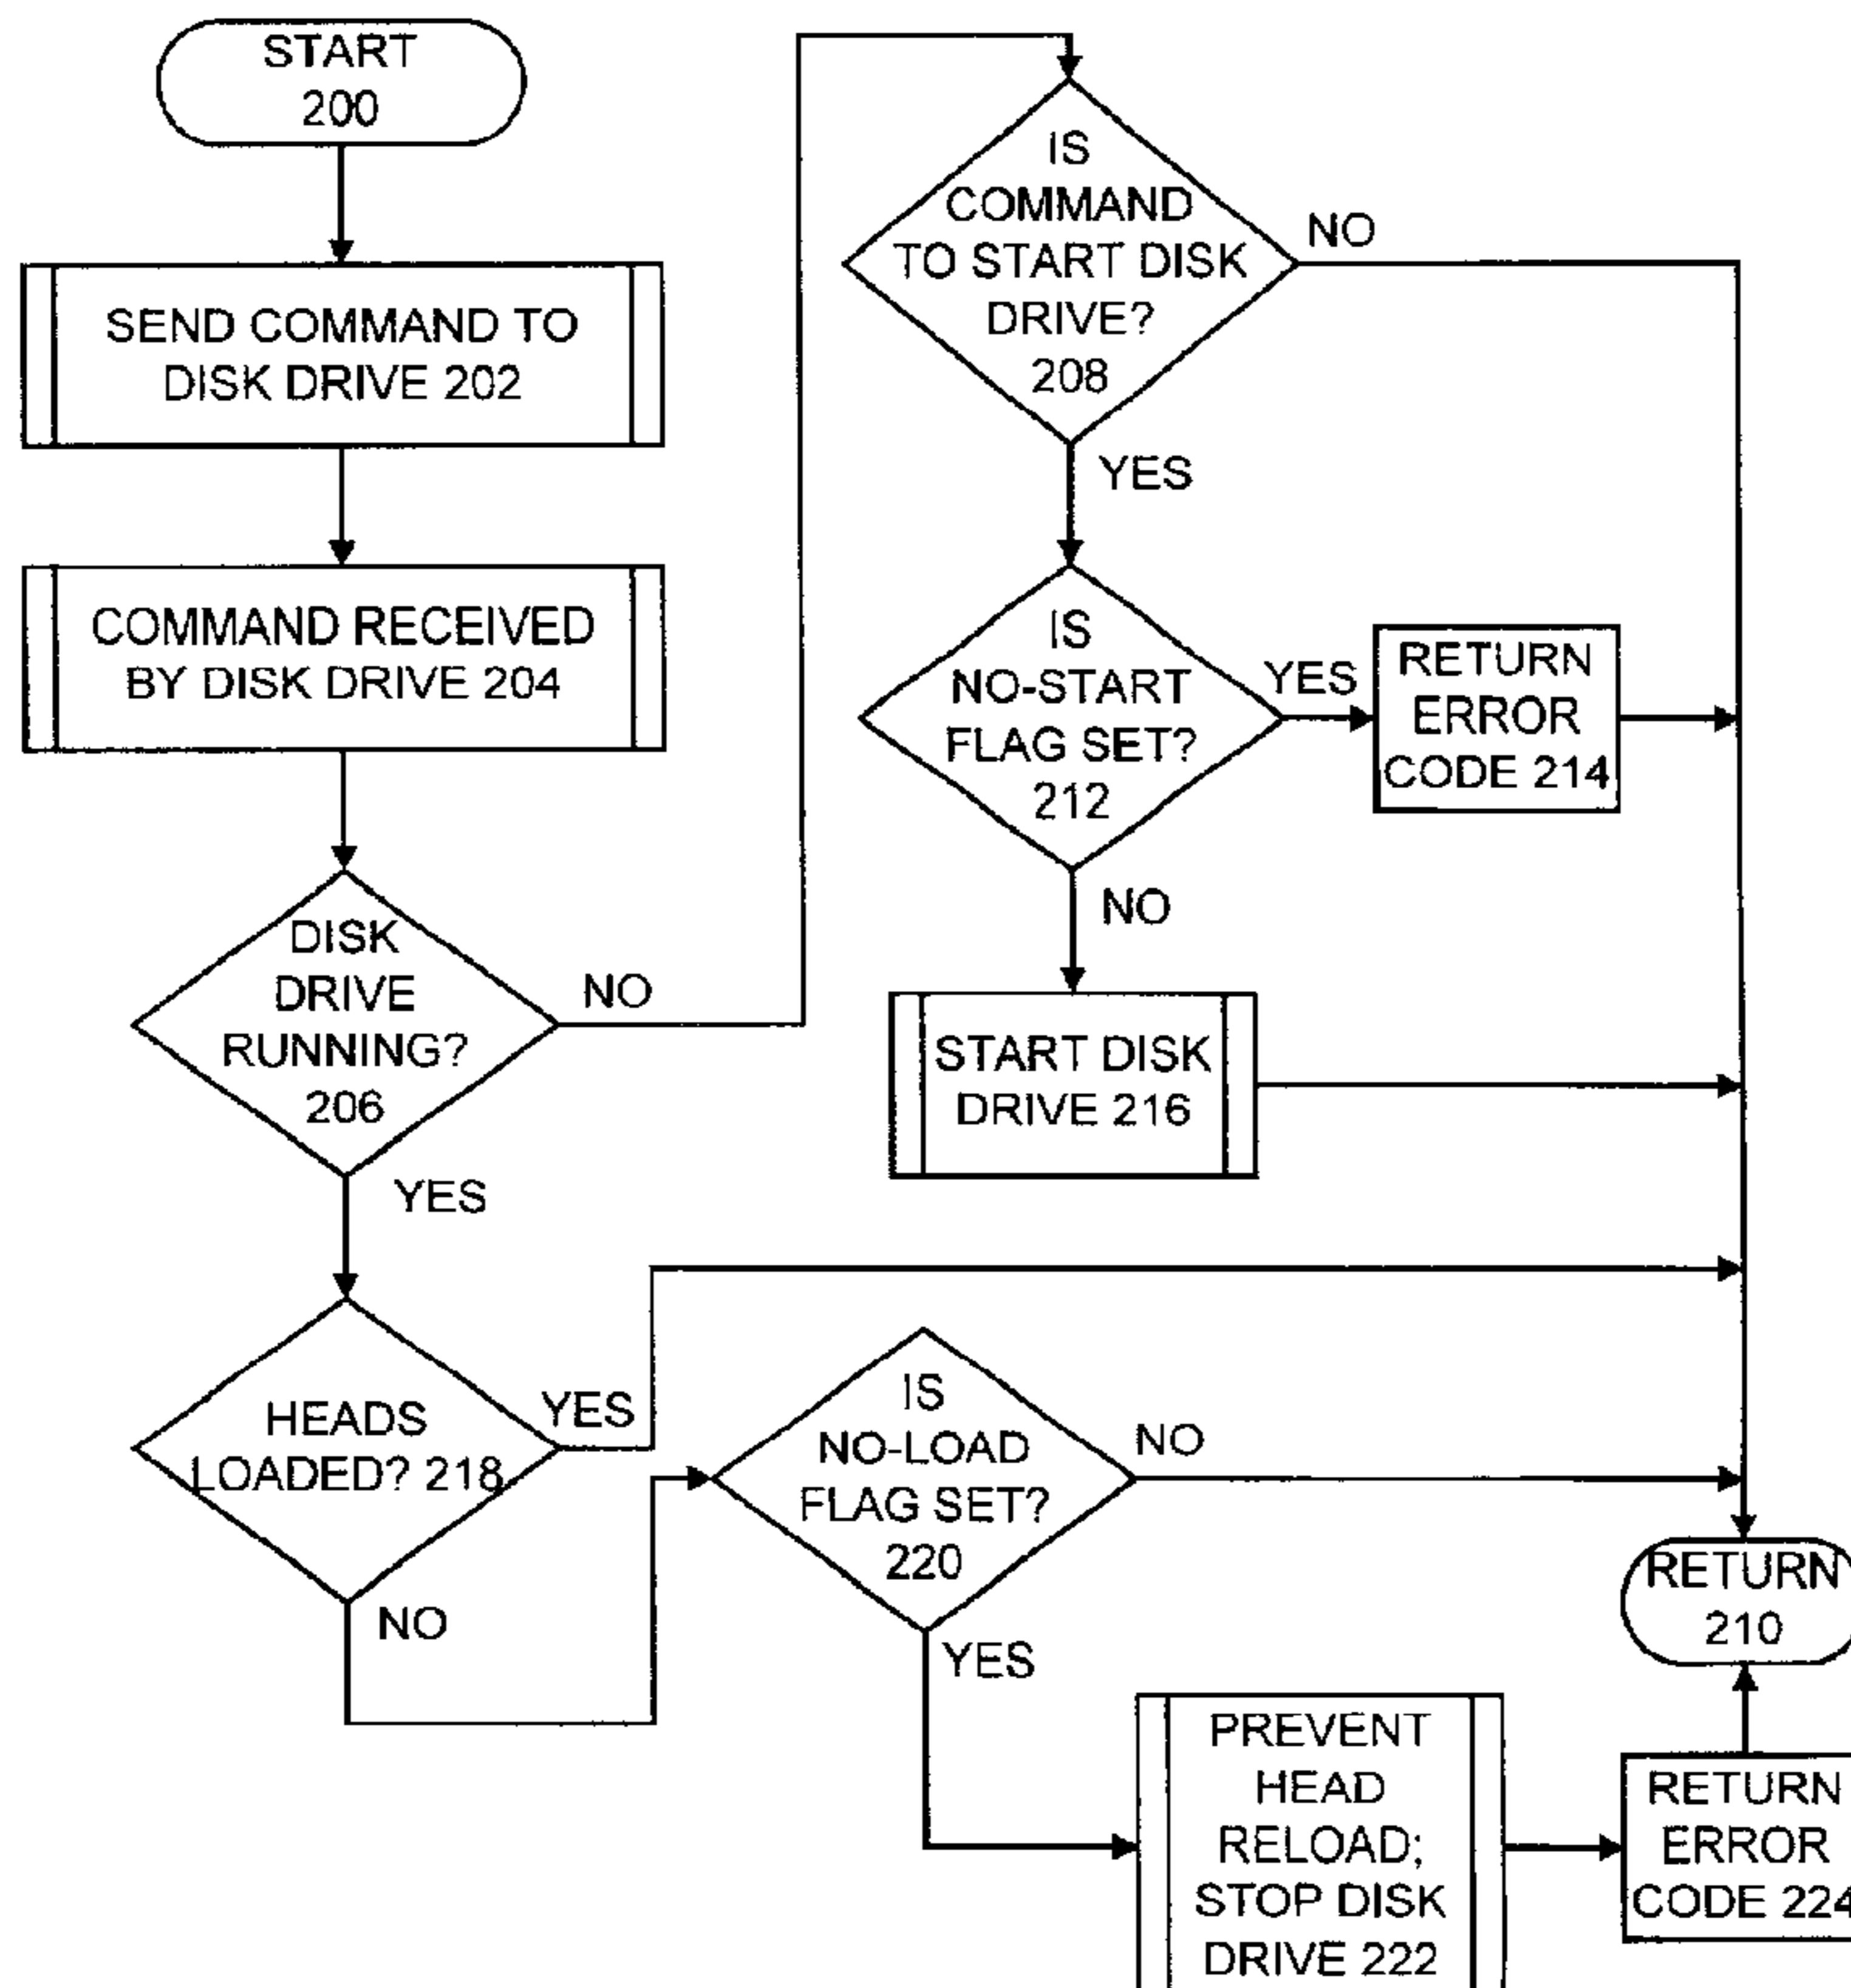 START
200
SEND COMMAND TO
DISK DRIVE 202
COMMAND RECEIVED
BY DISK DRIVE 204
DISK
DRIVE
RUNNING?
206
NO
YES
HEADS
LOADED? 218
YES
NO
IS
COMMAND
TO START DISK
DRIVE?
208
NO
YES
IS
NO-START
FLAG SET?
212
YES
RETURN
ERROR
CODE 214
NO
START DISK
DRIVE 216
IS
NO-LOAD
FLAG SET?
220
NO
YES
PREVENT
HEAD
RELOAD;
STOP DISK
DRIVE 222
RETURN
ERROR
CODE 224
RETURN
210